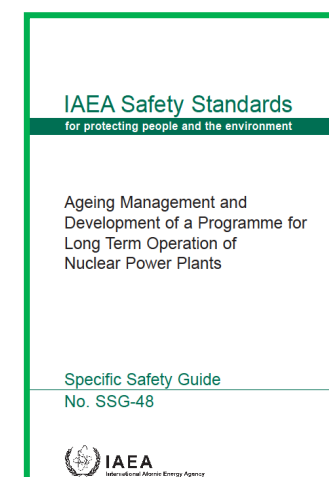 IAEA Safety Standards
for protecting people and the environment
Ageing Management and
Development of a Programme for
Long Term Operation of
Nuclear Power Plants
Specific Safety Guide
No. SSG-48
IAEA
International Atomic Energy Agency